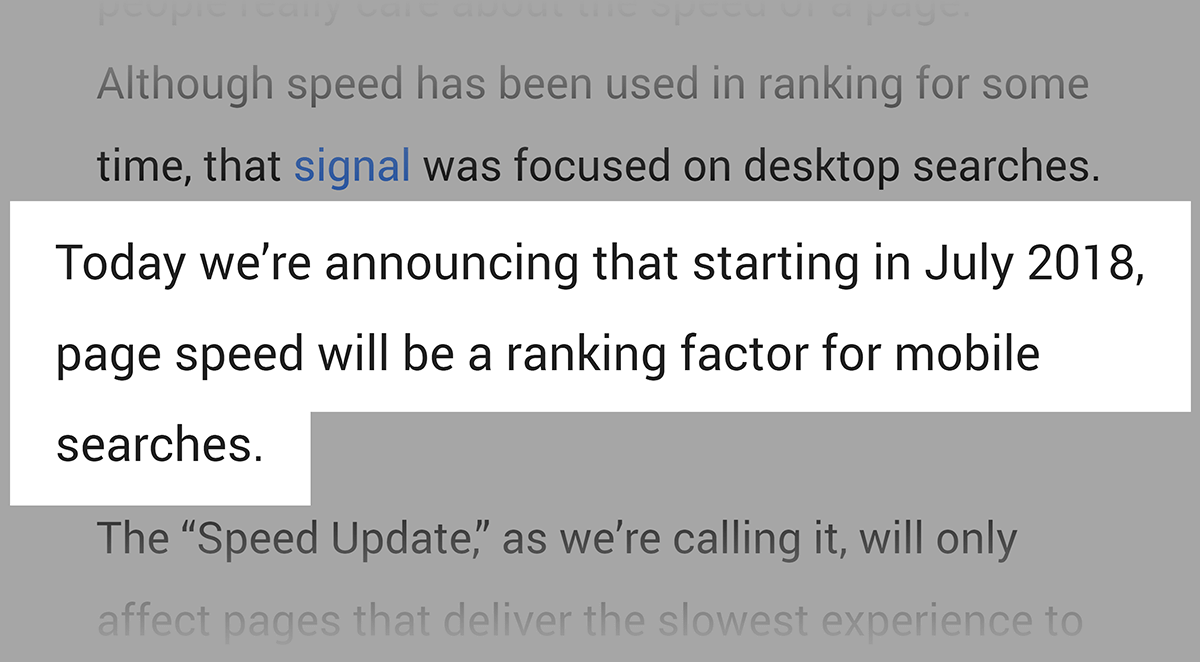 people really care about the speed of a page.
Although speed has been used in ranking for some
time, that signal was focused on desktop searches.
Today we’re announcing that starting in July 2018,
page speed will be a ranking factor for mobile
searches.
The “Speed Update,” as we’re calling it, will only
affect pages that deliver the slowest experience to